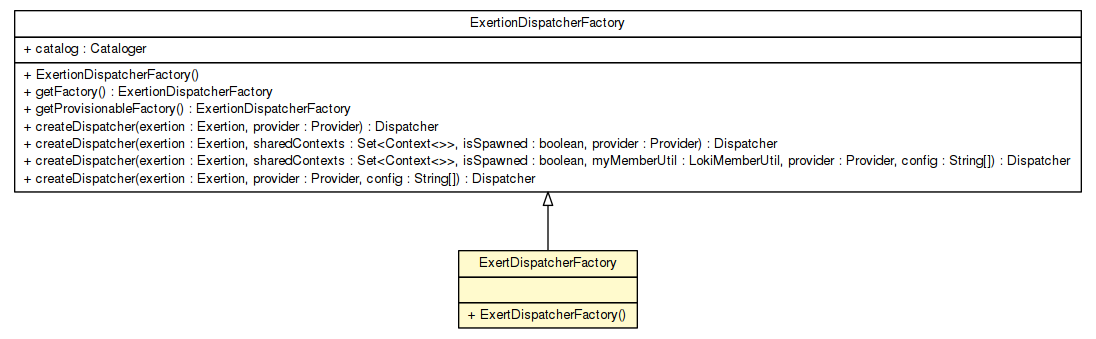 ExertionDispatcherFactory
+ catalog : Cataloger
+ ExertionDispatcherFactory()
+ getFactory() : ExertionDispatcherFactory
+ getProvisionableFactory() : ExertionDispatcherFactory
+ createDispatcher(exertion : Exertion, provider : Provider) : Dispatcher
+ createDispatcher(exertion : Exertion, sharedContexts : Set<Context<>>, isSpawned : boolean, provider : Provider) : Dispatcher
+ createDispatcher(exertion : Exertion, sharedContexts : Set<Context<>>, isSpawned : boolean, myMemberUtil : LokiMemberUtil, provider : Provider, config : String[]) : Dispatcher
+ createDispatcher(exertion : Exertion, provider : Provider, config : String[]) : Dispatcher
ExertDispatcherFactory
+ ExertDispatcherFactory()